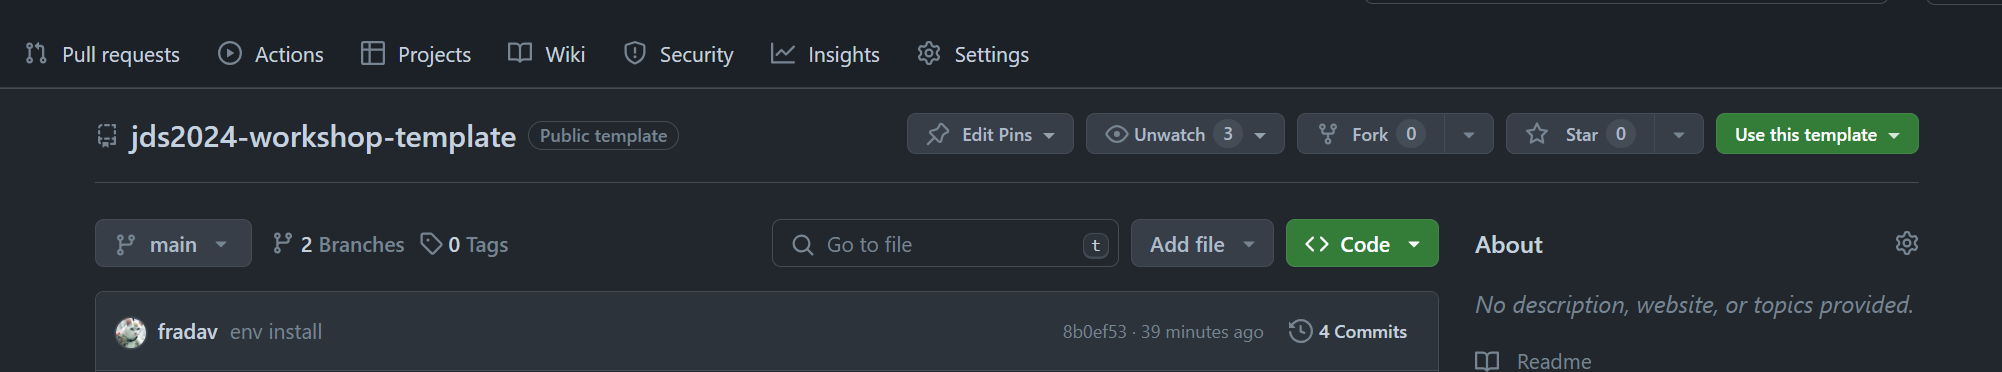 Pull requests Actions Projects Wiki Security Insights Settings
jds2024-workshop-template Public template Edit Pins Unwatch 3 Fork 0 Star 0 Use this template
main 2 Branches 0 Tags Go to file t Add file Code About
No description, website, or topics provided.
fradav env install 8b0ef53 · 39 minutes ago 4 Commits
Readme